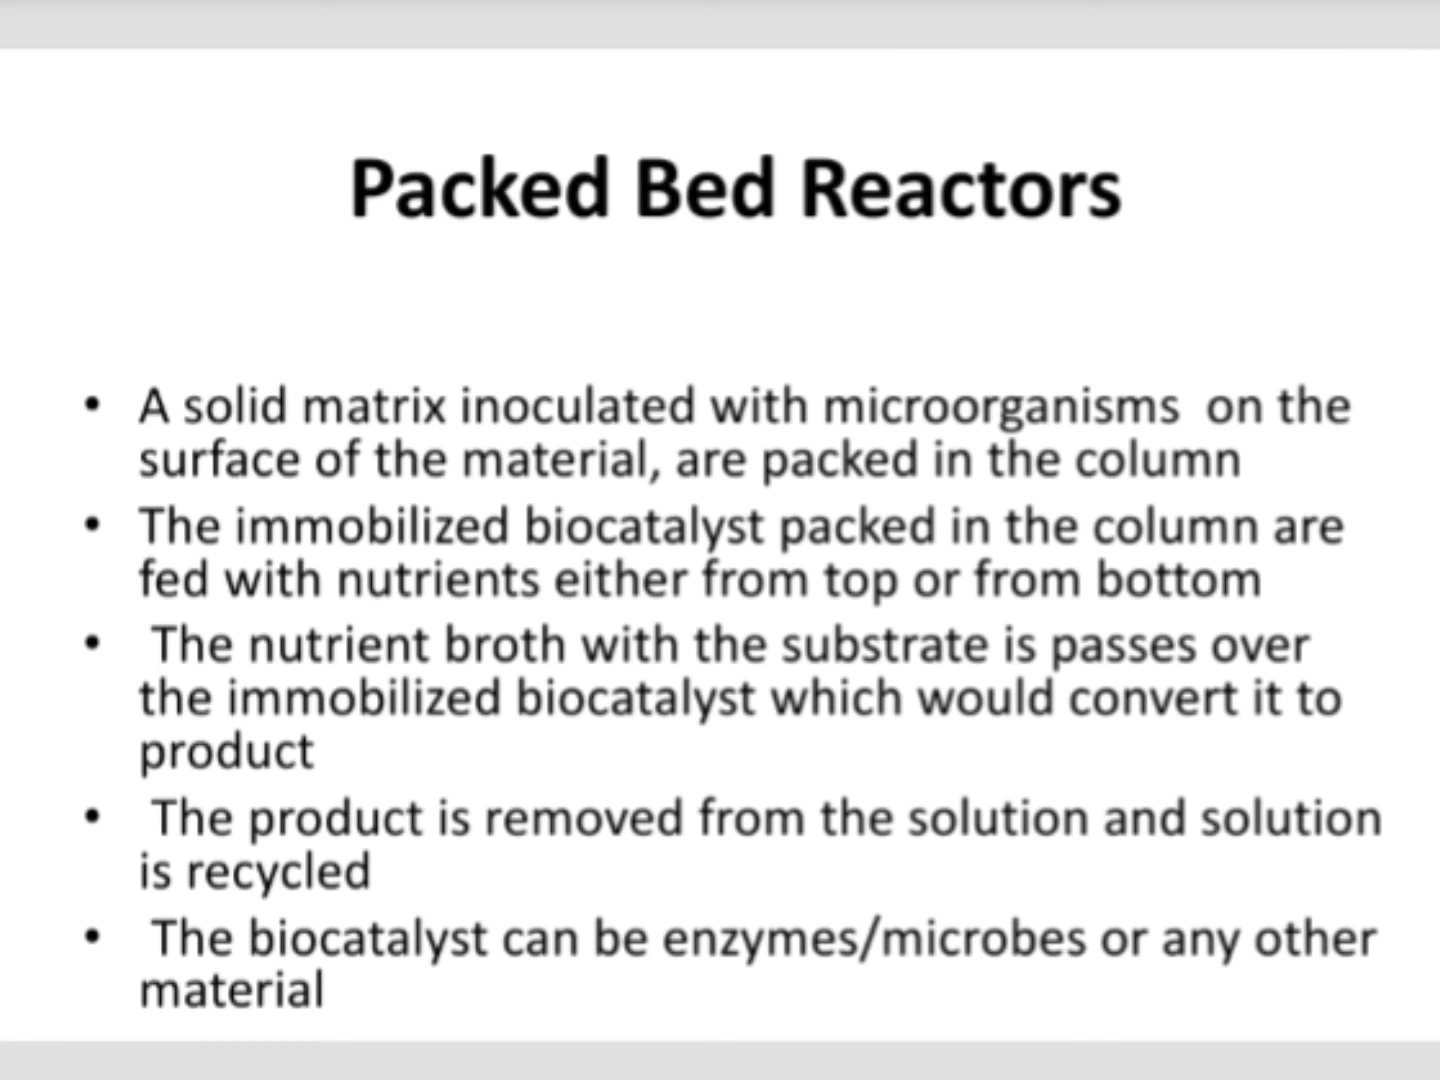 Packed Bed Reactors
• A solid matrix inoculated with microorganisms  on the
surface of the material, are packed in the column
• The immobilized biocatalyst packed in the column are
fed with nutrients either from top or from bottom
•  The nutrient broth with the substrate is passes over
the immobilized biocatalyst which would convert it to
product
•  The product is removed from the solution and solution
is recycled
•  The biocatalyst can be enzymes/microbes or any other
material